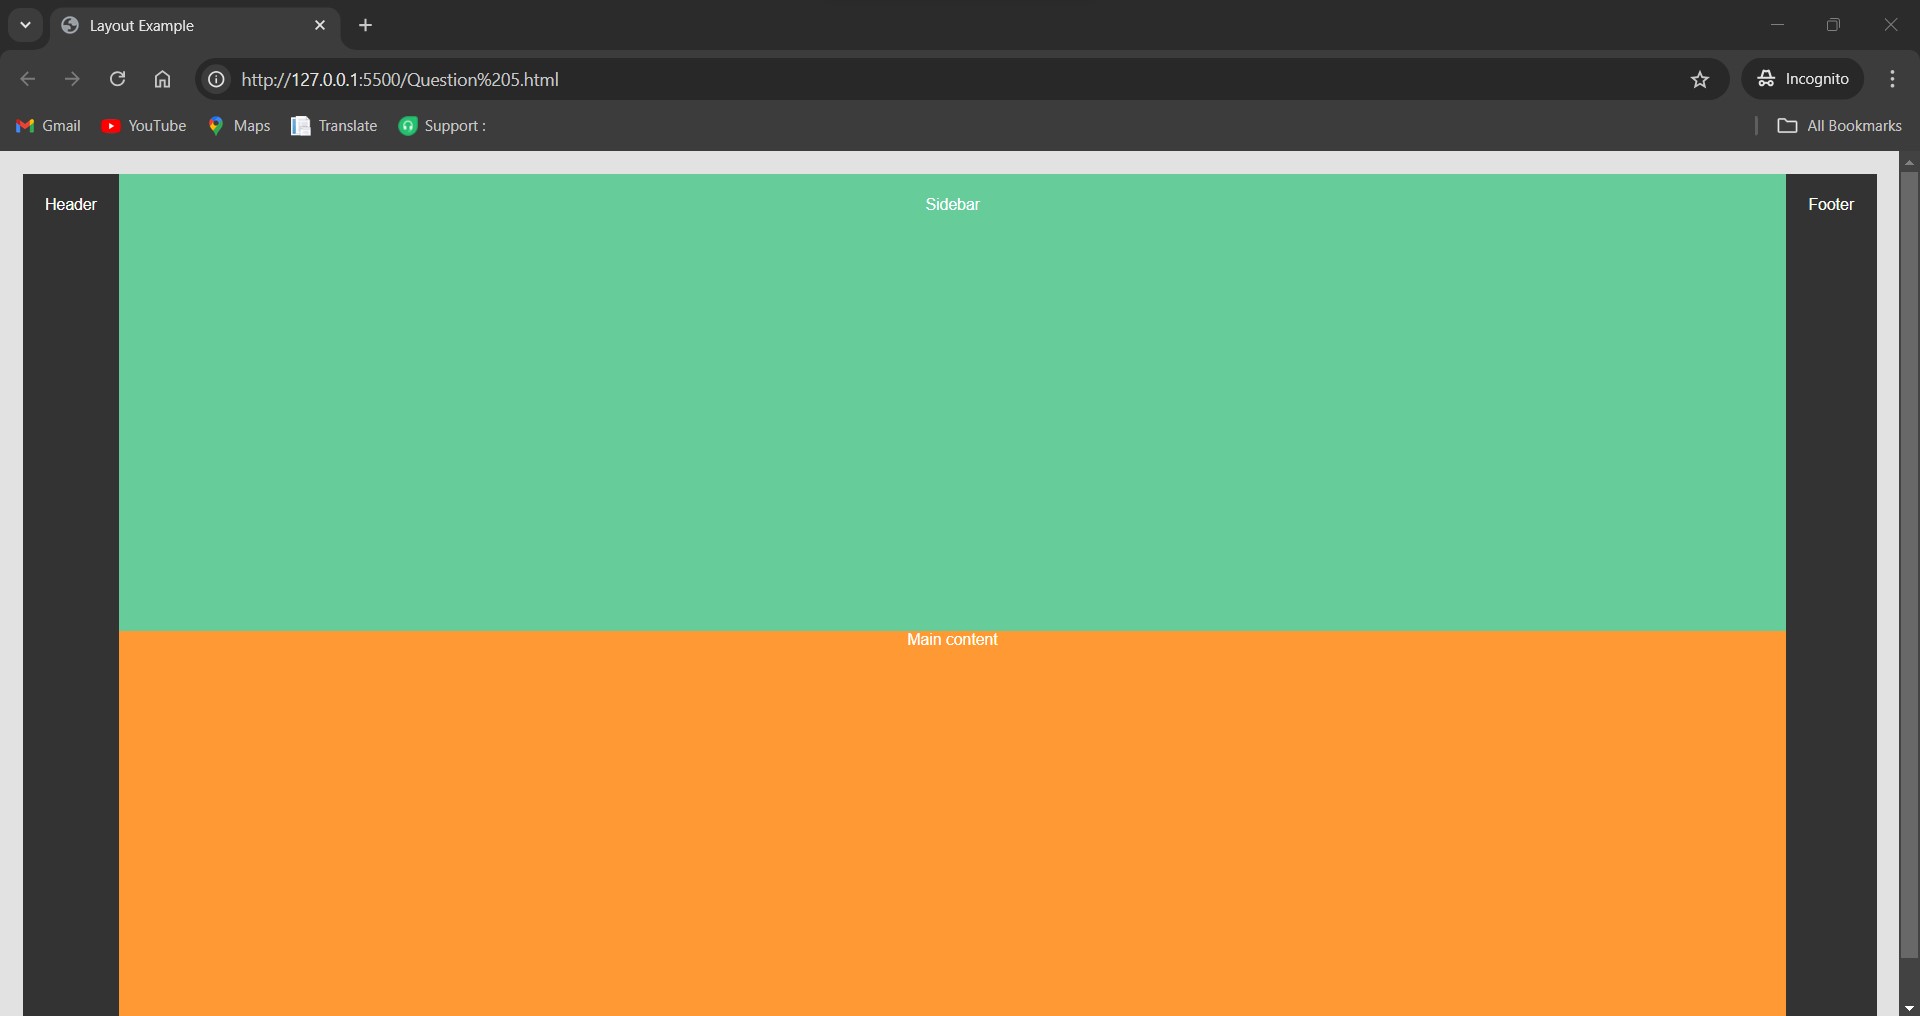 Layout Example
http://127.0.0.1:5500/Question%205.html
Incognito
Gmail
YouTube
Maps
Translate
Support :
All Bookmarks
Header
Sidebar
Footer
Main content